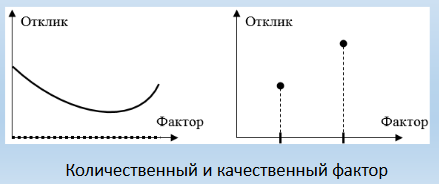 Отклик
Фактор
Отклик
Фактор
Количественный и качественный фактор